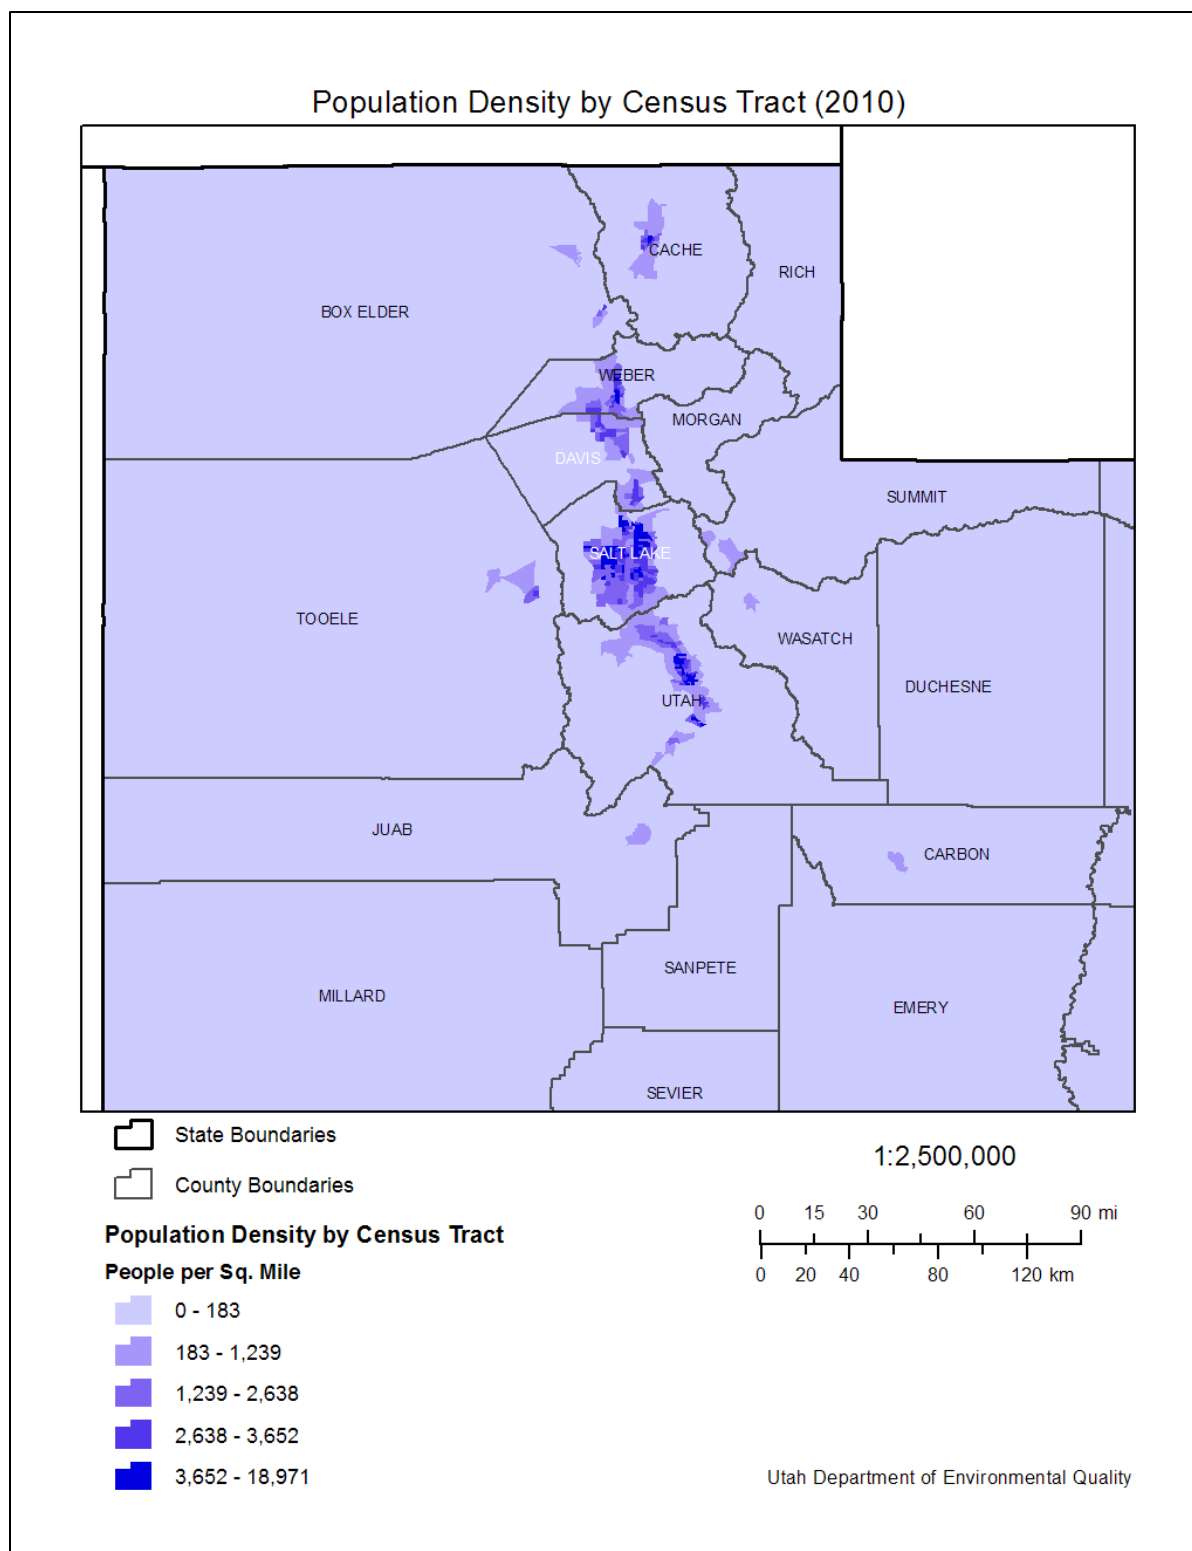 Population Density by Census Tract (2010)
CACHE
RICH
BOX ELDER
WEBER
MORGAN
DAVIS
SUMMIT
SALT LAKE
TOOELE
WASATCH
DUCHESNE
UTAH
JUAB
CARBON
SANPETE
MILLARD
EMERY
SEVIER
State Boundaries
County Boundaries
Population Density by Census Tract
People per Sq. Mile
0 - 183
183 - 1,239
1,239 - 2,638
2,638 - 3,652
3,652 - 18,971
1:2,500,000
0 15 30 60 90 mi
0 20 40 80 120 km
Utah Department of Environmental Quality